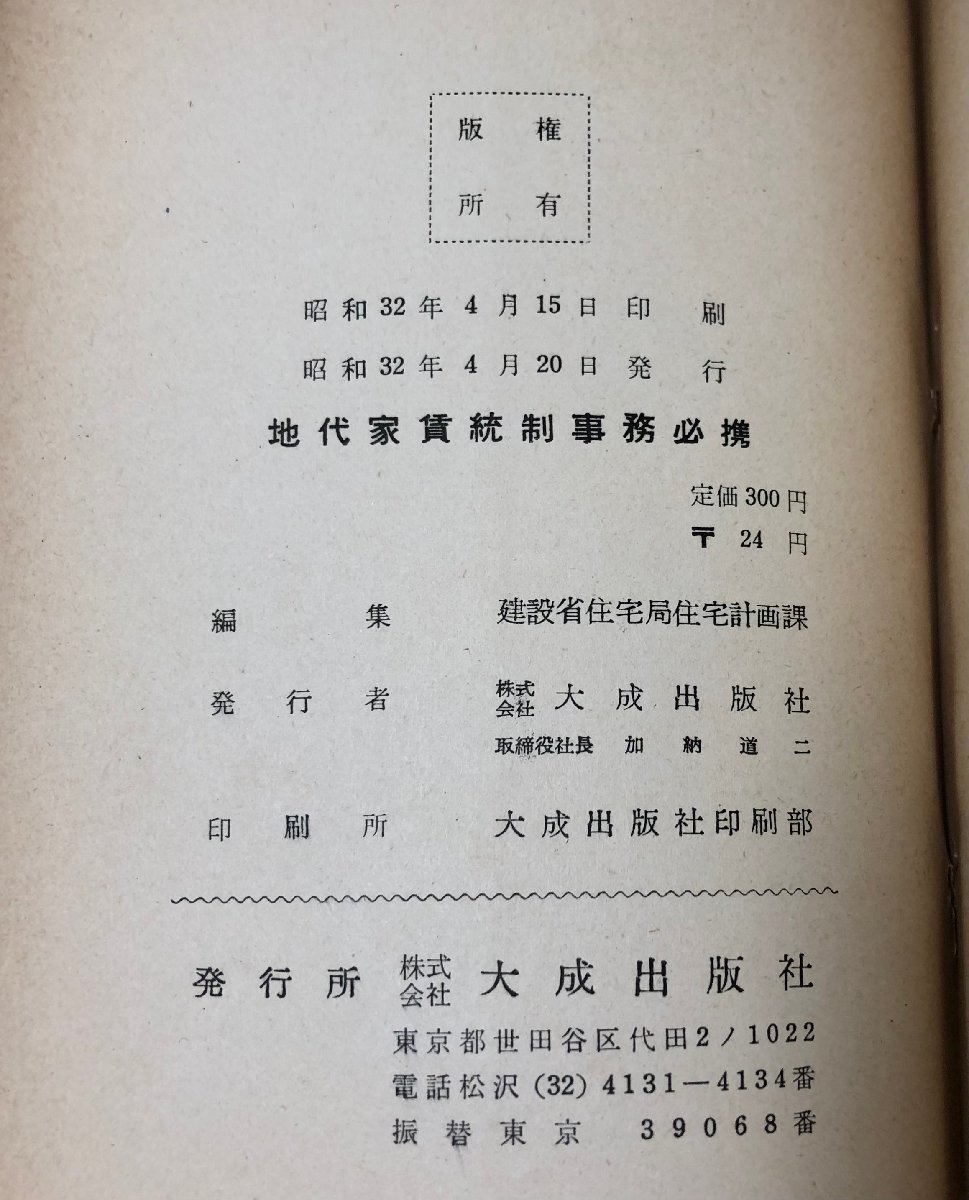 版権
所有
昭和32年4月15日印刷
昭和32年4月20日発行
地代家賃統制事務必携
定価300円
〒 24 円
編集 建設省住宅局住宅計画課
発行者 株式会社 大成出版社
取締役社長 加納道二
印刷所 大成出版社印刷部
発行所 株式会社 大成出版社
東京都世田谷区代田2ノ1022
電話松沢(32)4131—4134番
振替東京 39068番